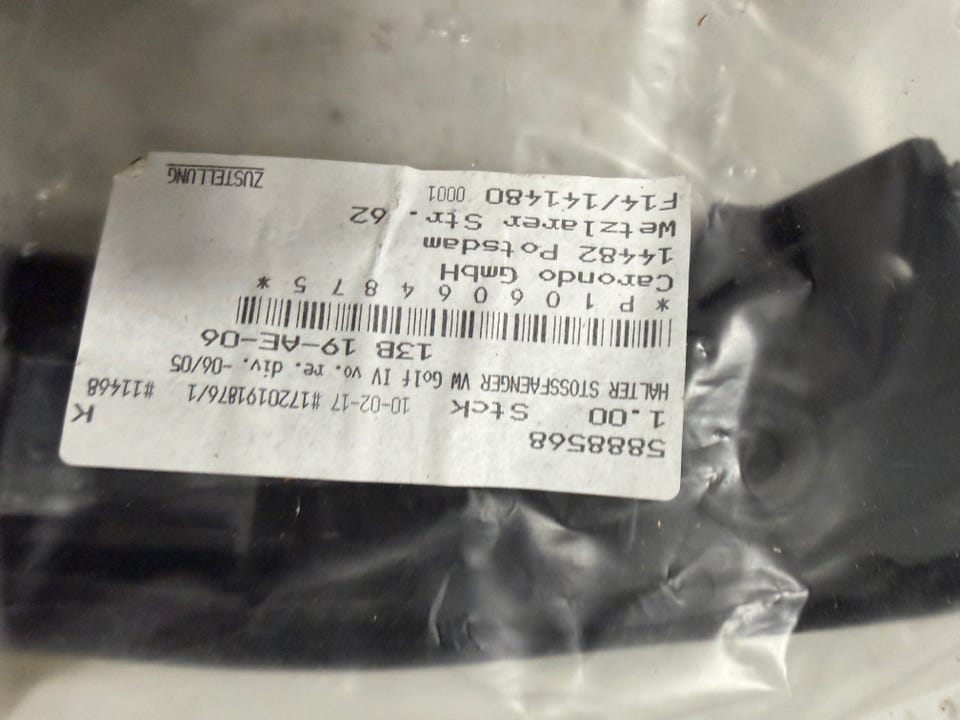 5888568
1.00 Stck 10-02-17 #1720191876/1 #11468 K
HALTER STOSSFAENGER VW Golf IV vo. re. div. -06/05
13B 19-AE-06
* P 1 0 6 0 6 4 8 7 5 *
Carondo GmbH
14482 Potsdam
Wetzlarer Str. 62
F14/141480 0001
ZUSTELLUNG